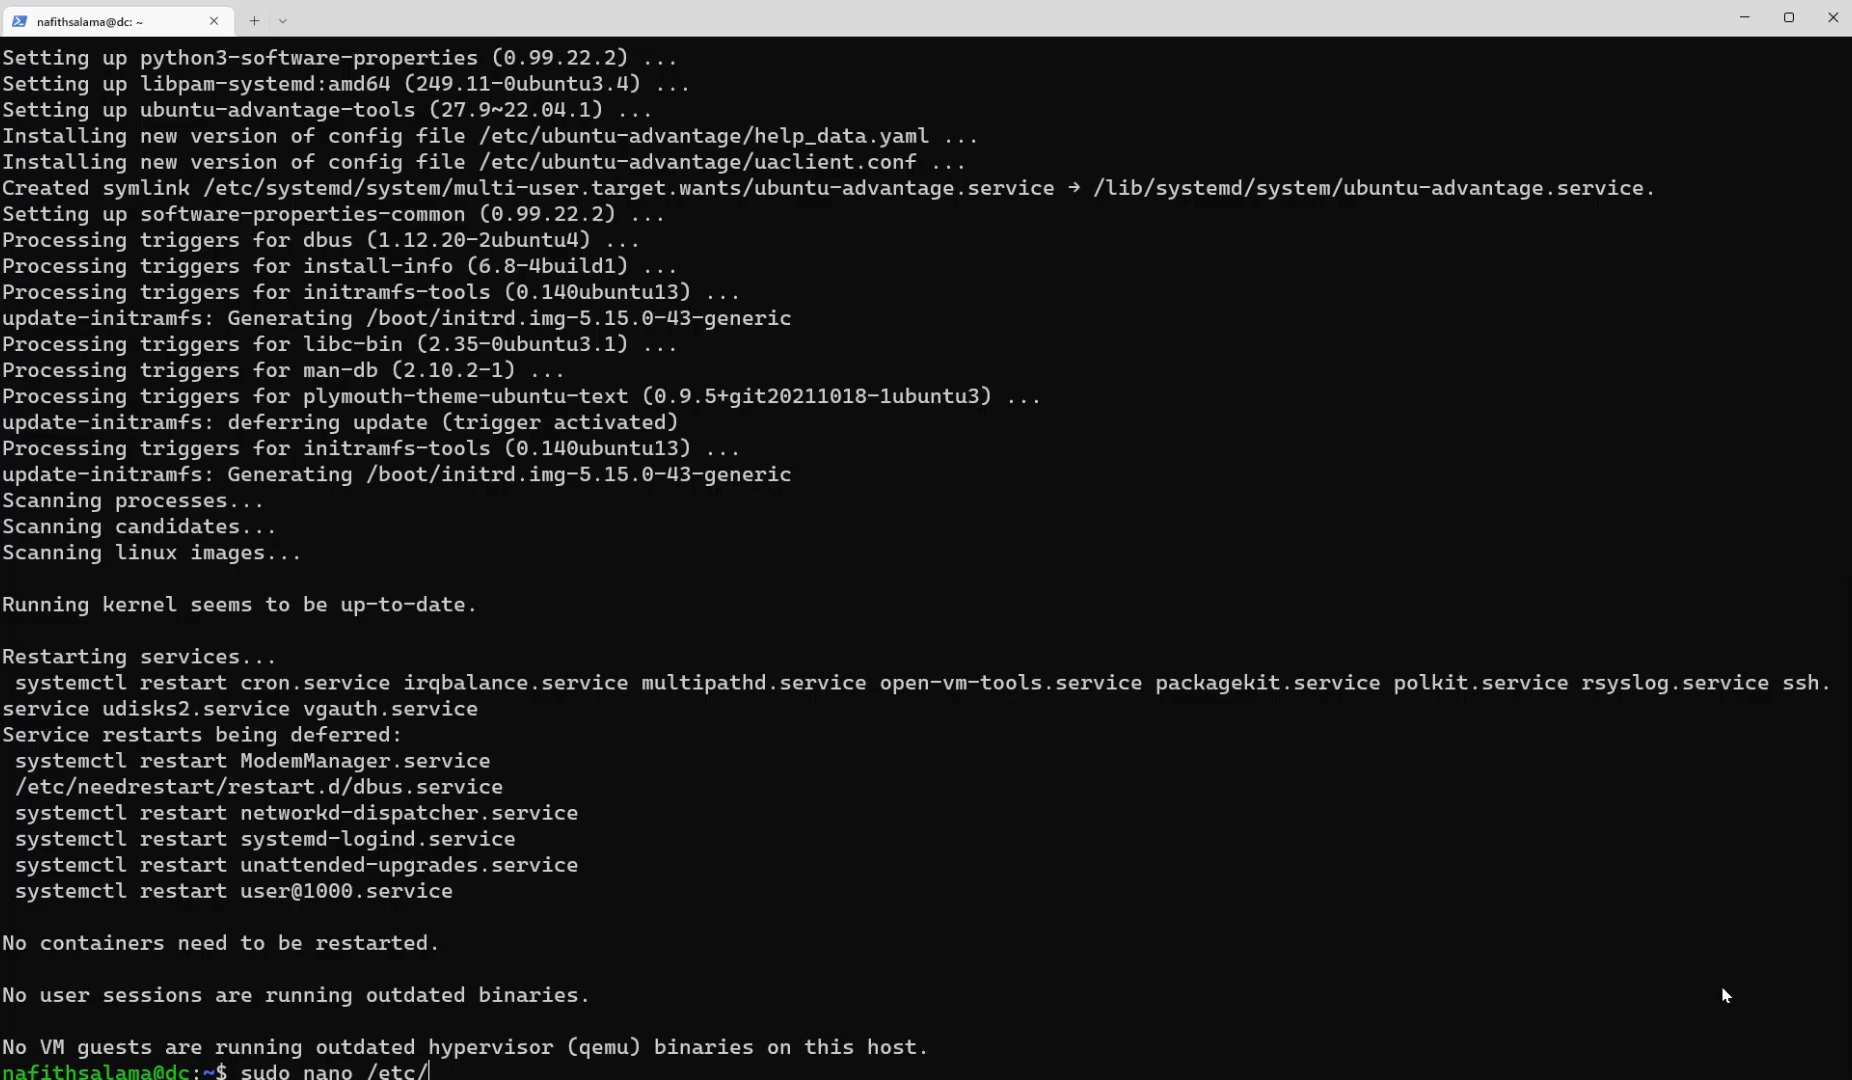 nafithsalama@dc: ~
Setting up python3-software-properties (0.99.22.2) ...
Setting up libpam-systemd:amd64 (249.11-0ubuntu3.4) ...
Setting up ubuntu-advantage-tools (27.9~22.04.1) ...
Installing new version of config file /etc/ubuntu-advantage/help_data.yaml ...
Installing new version of config file /etc/ubuntu-advantage/uaclient.conf ...
Created symlink /etc/systemd/system/multi-user.target.wants/ubuntu-advantage.service → /lib/systemd/system/ubuntu-advantage.service.
Setting up software-properties-common (0.99.22.2) ...
Processing triggers for dbus (1.12.20-2ubuntu4) ...
Processing triggers for install-info (6.8-4build1) ...
Processing triggers for initramfs-tools (0.140ubuntu13) ...
update-initramfs: Generating /boot/initrd.img-5.15.0-43-generic
Processing triggers for libc-bin (2.35-0ubuntu3.1) ...
Processing triggers for man-db (2.10.2-1) ...
Processing triggers for plymouth-theme-ubuntu-text (0.9.5+git20211018-1ubuntu3) ...
update-initramfs: deferring update (trigger activated)
Processing triggers for initramfs-tools (0.140ubuntu13) ...
update-initramfs: Generating /boot/initrd.img-5.15.0-43-generic
Scanning processes...
Scanning candidates...
Scanning linux images...
Running kernel seems to be up-to-date.
Restarting services...
systemctl restart cron.service irqbalance.service multipathd.service open-vm-tools.service packagekit.service polkit.service rsyslog.service ssh.
service udisks2.service vgauth.service
Service restarts being deferred:
systemctl restart ModemManager.service
/etc/needrestart/restart.d/dbus.service
systemctl restart networkd-dispatcher.service
systemctl restart systemd-logind.service
systemctl restart unattended-upgrades.service
systemctl restart user@1000.service
No containers need to be restarted.
No user sessions are running outdated binaries.
No VM guests are running outdated hypervisor (qemu) binaries on this host.
nafithsalama@dc:~$ sudo nano /etc/